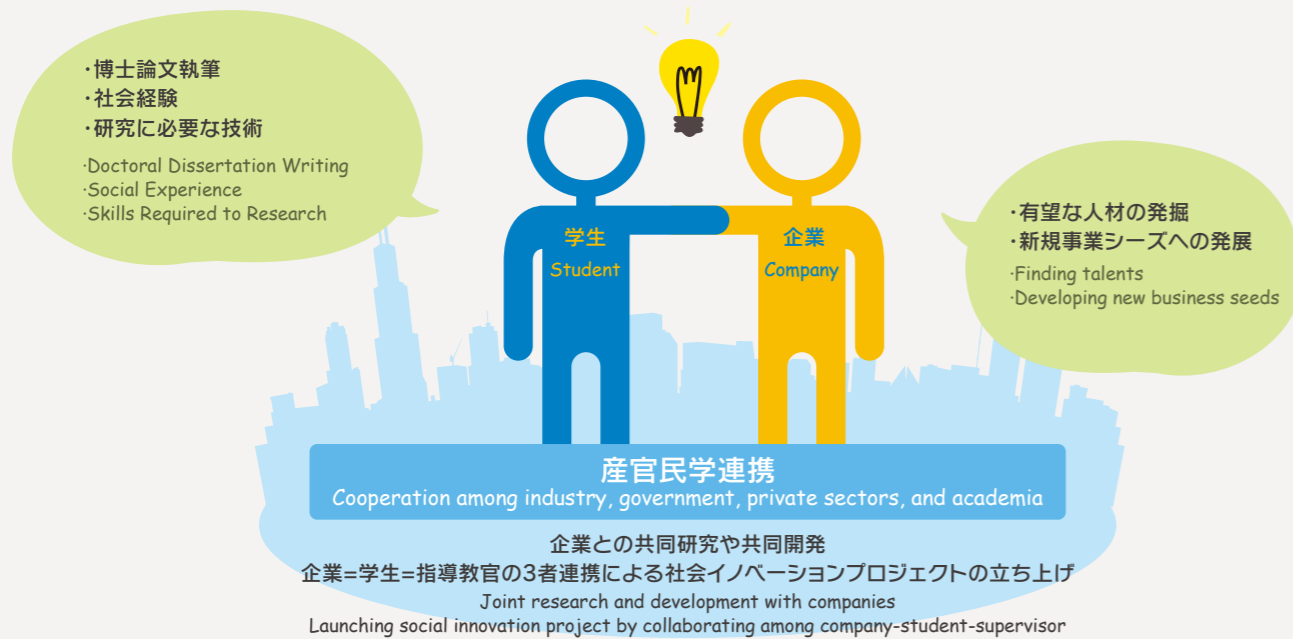 ・博士論文執筆
・社会経験
・研究に必要な技術
·Doctoral Dissertation Writing
·Social Experience
·Skills Required to Research
学生
Student
企業
Company
・有望な人材の発掘
・新規事業シーズへの発展
·Finding talents
·Developing new business seeds
産官民学連携
Cooperation among industry, government, private sectors, and academia
企業との共同研究や共同開発
企業=学生=指導教官の3者連携による社会イノベーションプロジェクトの立ち上げ
Joint research and development with companies
Launching social innovation project by collaborating among company-student-supervisor